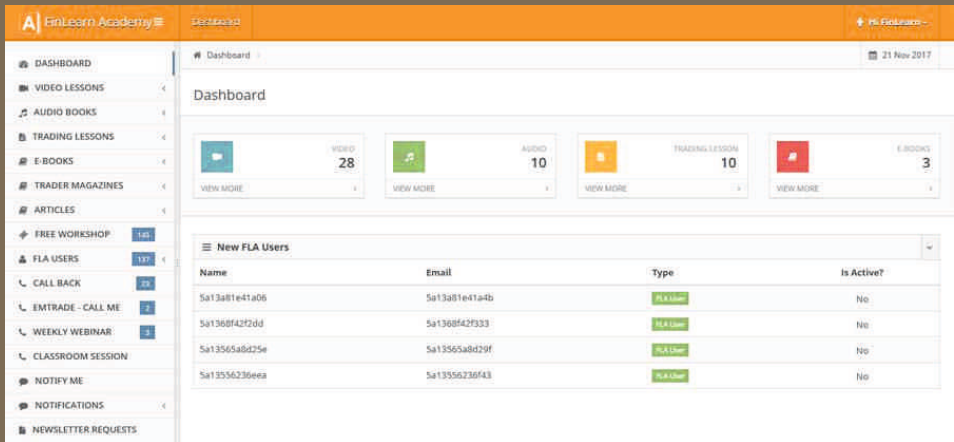 A| FinLearn Academy
Dashboard
Hi FinLearn
Dashboard
21 Nov 2017
Dashboard
DASHBOARD
VIDEO LESSONS
AUDIO BOOKS
TRADING LESSONS
E-BOOKS
TRADER MAGAZINES
ARTICLES
FREE WORKSHOP 145
FLA USERS 137
CALL BACK 23
EMTRADE - CALL ME 2
WEEKLY WEBINAR 3
CLASSROOM SESSION
NOTIFY ME
NOTIFICATIONS
NEWSLETTER REQUESTS
VIDEO
28
VIEW MORE
AUDIO
10
VIEW MORE
TRADING LESSON
10
VIEW MORE
E-BOOKS
3
VIEW MORE
New FLA Users
Name Email Type Is Active?
5a13a81e41a06 5a13a81e41a4b FLA User No
5a1368f42f2dd 5a1368f42f333 FLA User No
5a13565a8d25e 5a13565a8d29f FLA User No
5a13556236eea 5a13556236f43 FLA User No